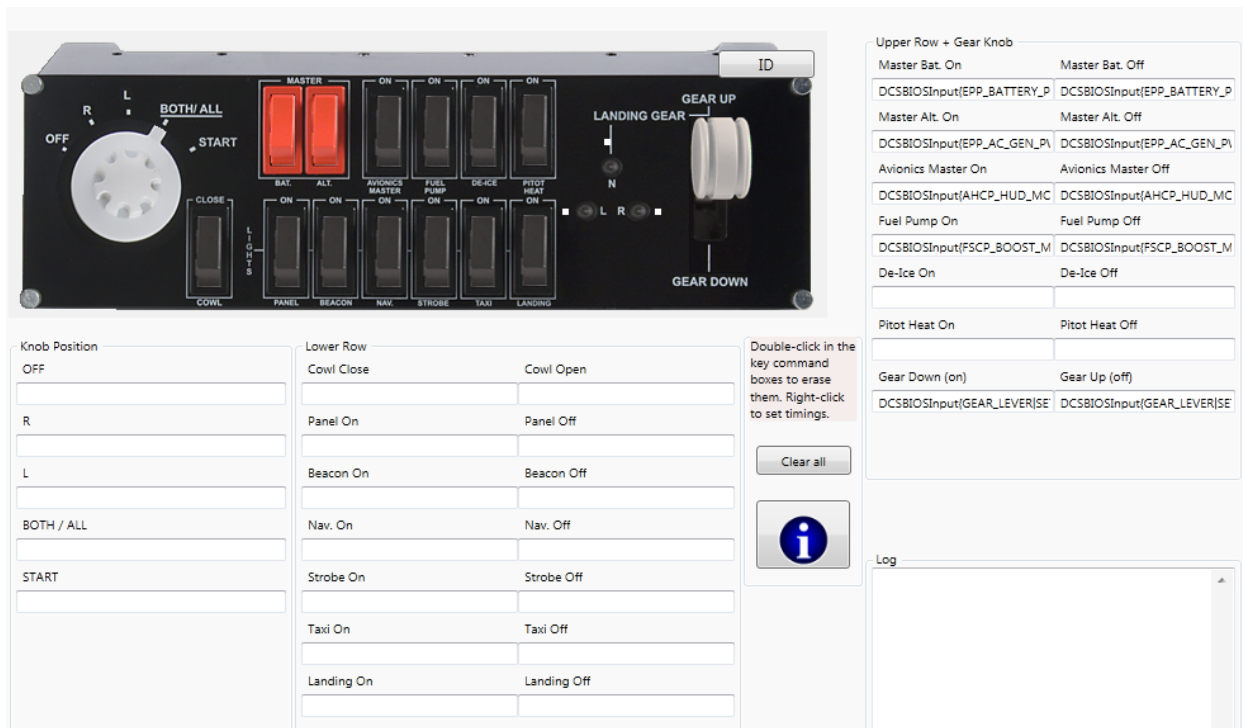 ID
MASTER
ON
ON
ON
ON
GEAR UP
LANDING GEAR
L
R
BOTH/ ALL
OFF
START
N
BAT.
ALT.
AVIONICS
MASTER
FUEL
PUMP
DE-ICE
PITOT
HEAT
CLOSE
ON
ON
ON
ON
ON
ON
L R
LIGHTS
GEAR DOWN
COWL
PANEL
BEACON
NAV.
STROBE
TAXI
LANDING
Knob Position
OFF
R
L
BOTH / ALL
START
Lower Row
Cowl Close
Cowl Open
Panel On
Panel Off
Beacon On
Beacon Off
Nav. On
Nav. Off
Strobe On
Strobe Off
Taxi On
Taxi Off
Landing On
Landing Off
Double-click in the
key command
boxes to erase
them. Right-click
to set timings.
Clear all
i
Upper Row + Gear Knob
Master Bat. On
Master Bat. Off
DCSBIOSInput{EPP_BATTERY_P
DCSBIOSInput{EPP_BATTERY_P
Master Alt. On
Master Alt. Off
DCSBIOSInput{EPP_AC_GEN_P
DCSBIOSInput{EPP_AC_GEN_P
Avionics Master On
Avionics Master Off
DCSBIOSInput{AHCP_HUD_MC
DCSBIOSInput{AHCP_HUD_MC
Fuel Pump On
Fuel Pump Off
DCSBIOSInput{FSCP_BOOST_M
DCSBIOSInput{FSCP_BOOST_M
De-Ice On
De-Ice Off
Pitot Heat On
Pitot Heat Off
Gear Down (on)
Gear Up (off)
DCSBIOSInput{GEAR_LEVER|SE
DCSBIOSInput{GEAR_LEVER|SE
Log